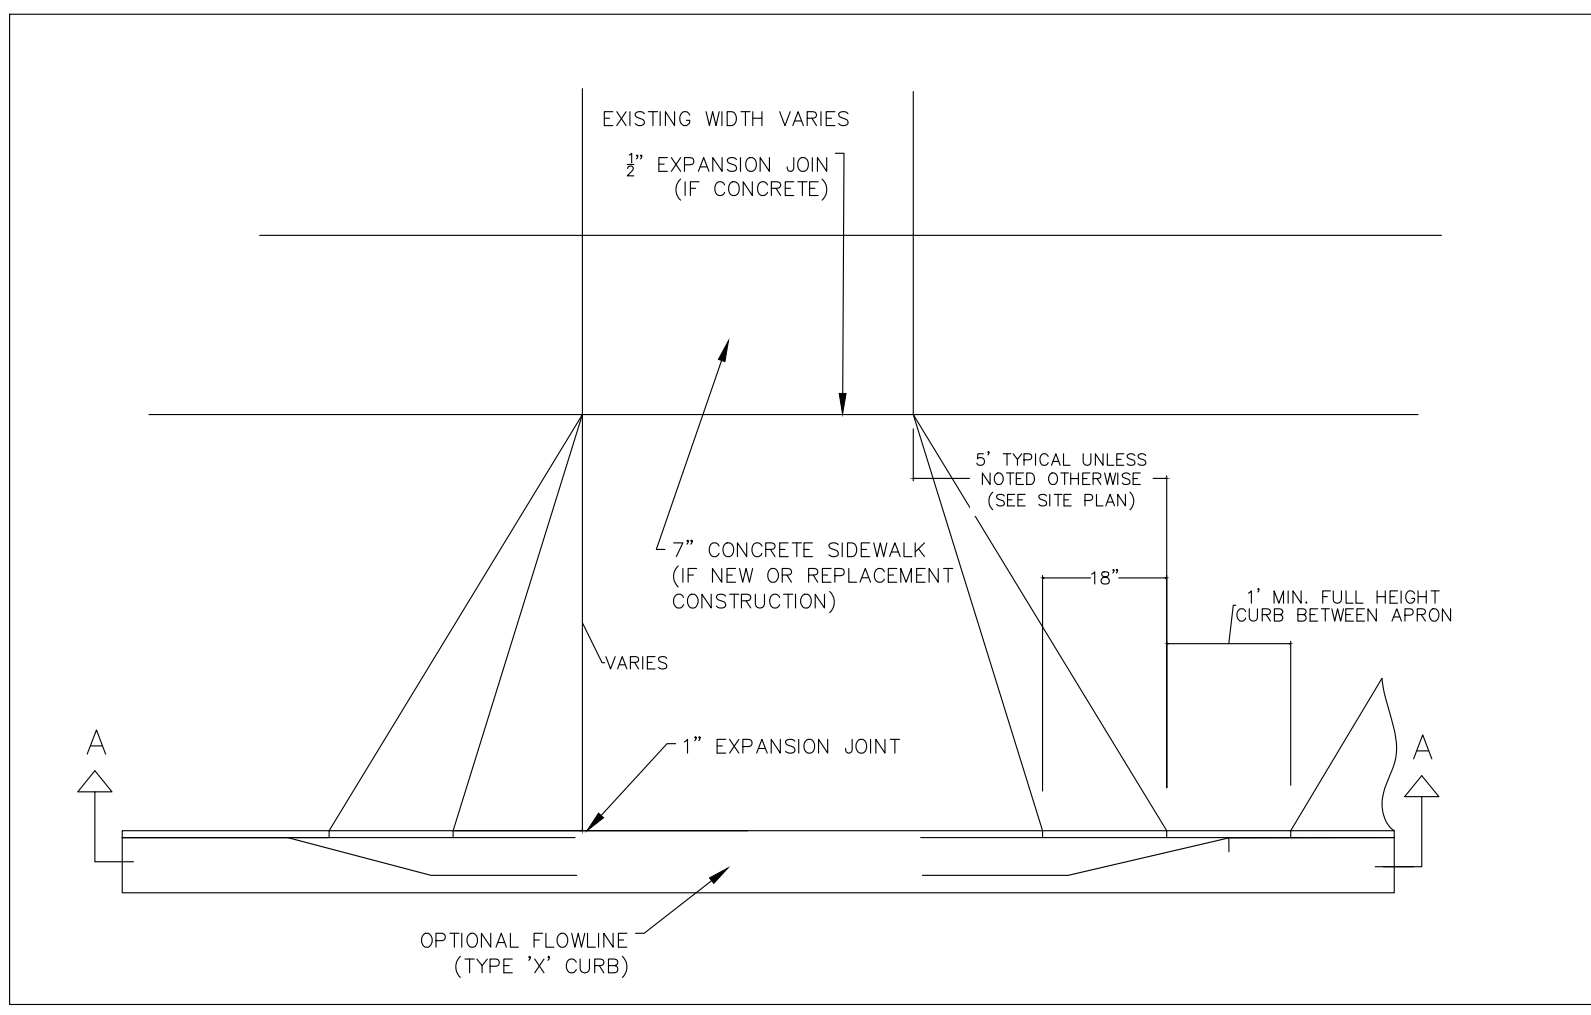 EXISTING WIDTH VARIES
½" EXPANSION JOIN
(IF CONCRETE)
5' TYPICAL UNLESS
NOTED OTHERWISE
(SEE SITE PLAN)
7" CONCRETE SIDEWALK
(IF NEW OR REPLACEMENT
CONSTRUCTION)
18"
1' MIN. FULL HEIGHT
CURB BETWEEN APRON
VARIES
A
1" EXPANSION JOINT
A
OPTIONAL FLOWLINE
(TYPE 'X' CURB)